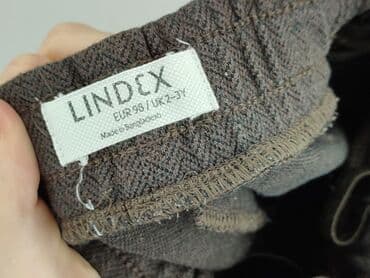 LINDEX
EUR 98 / UK 2-3Y
Made in Bangladesh